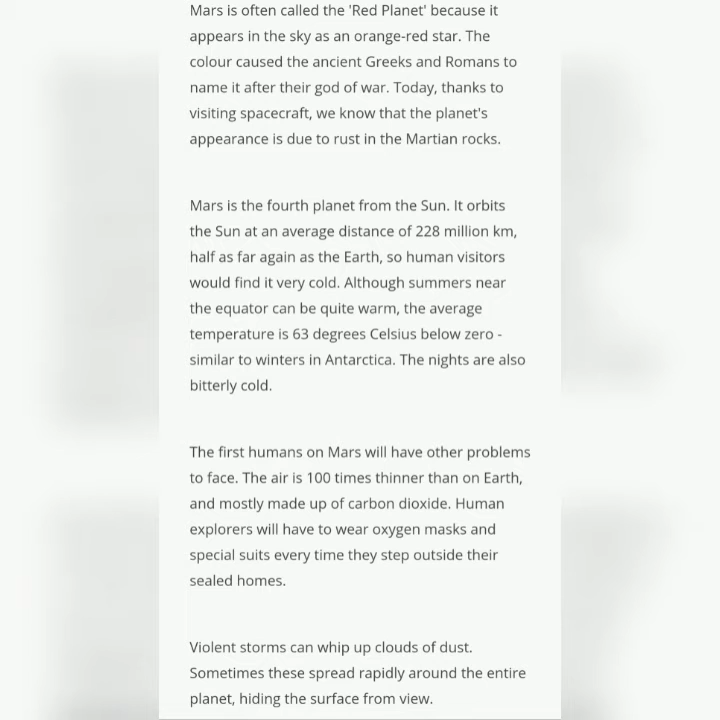 Mars is often called the 'Red Planet' because it
appears in the sky as an orange-red star. The
colour caused the ancient Greeks and Romans to
name it after their god of war. Today, thanks to
visiting spacecraft, we know that the planet's
appearance is due to rust in the Martian rocks.
Mars is the fourth planet from the Sun. It orbits
the Sun at an average distance of 228 million km,
half as far again as the Earth, so human visitors
would find it very cold. Although summers near
the equator can be quite warm, the average
temperature is 63 degrees Celsius below zero -
similar to winters in Antarctica. The nights are also
bitterly cold.
The first humans on Mars will have other problems
to face. The air is 100 times thinner than on Earth,
and mostly made up of carbon dioxide. Human
explorers will have to wear oxygen masks and
special suits every time they step outside their
sealed homes.
Violent storms can whip up clouds of dust.
Sometimes these spread rapidly around the entire
planet, hiding the surface from view.